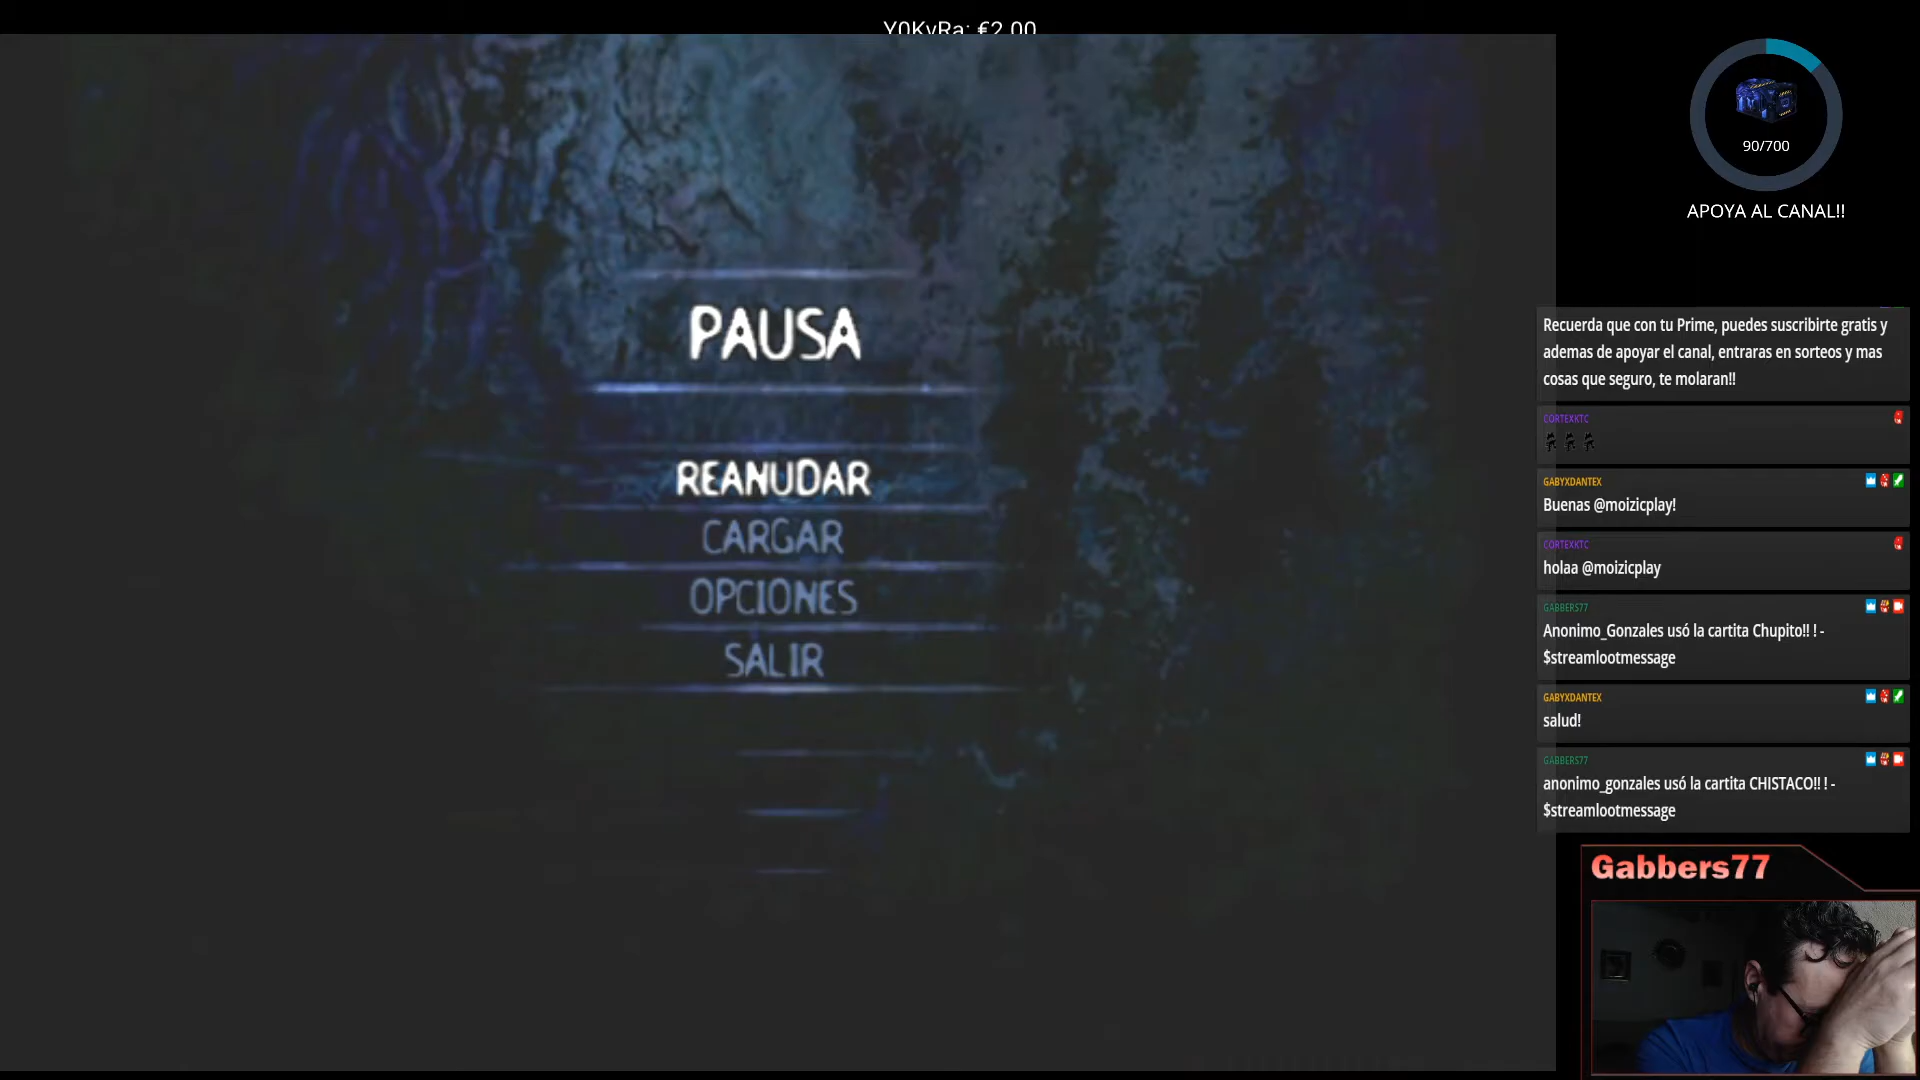 Y0KyRa: €2.00
90/700
APOYA AL CANAL!!
PAUSA
REANUDAR
CARGAR
OPCIONES
SALIR
Recuerda que con tu Prime, puedes suscribirte gratis y
ademas de apoyar el canal, entraras en sorteos y mas
cosas que seguro, te molaran!!
CORTEXKTC
GABYXDANTEX
Buenas @moizicplay!
CORTEXKTC
holaa @moizicplay
GABBERS77
Anonimo_Gonzales usó la cartita Chupito!! ! -
$streamlootmessage
GABYXDANTEX
salud!
GABBERS77
anonimo_gonzales usó la cartita CHISTACO!! ! -
$streamlootmessage
Gabbers77